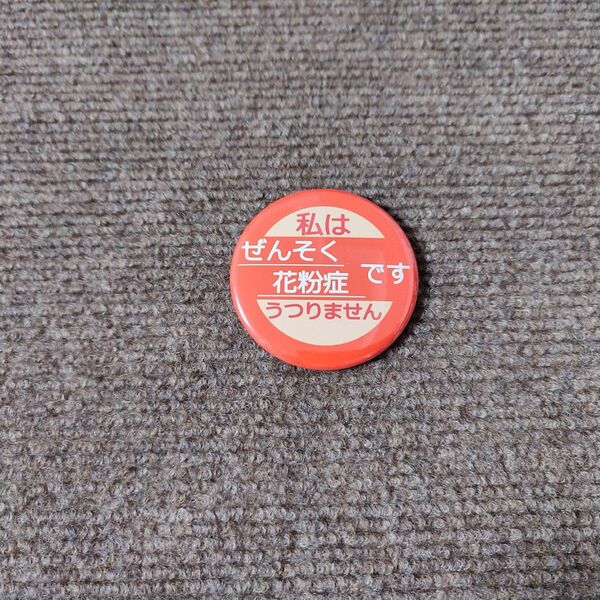 私は
ぜんそく
花粉症 です
うつりません